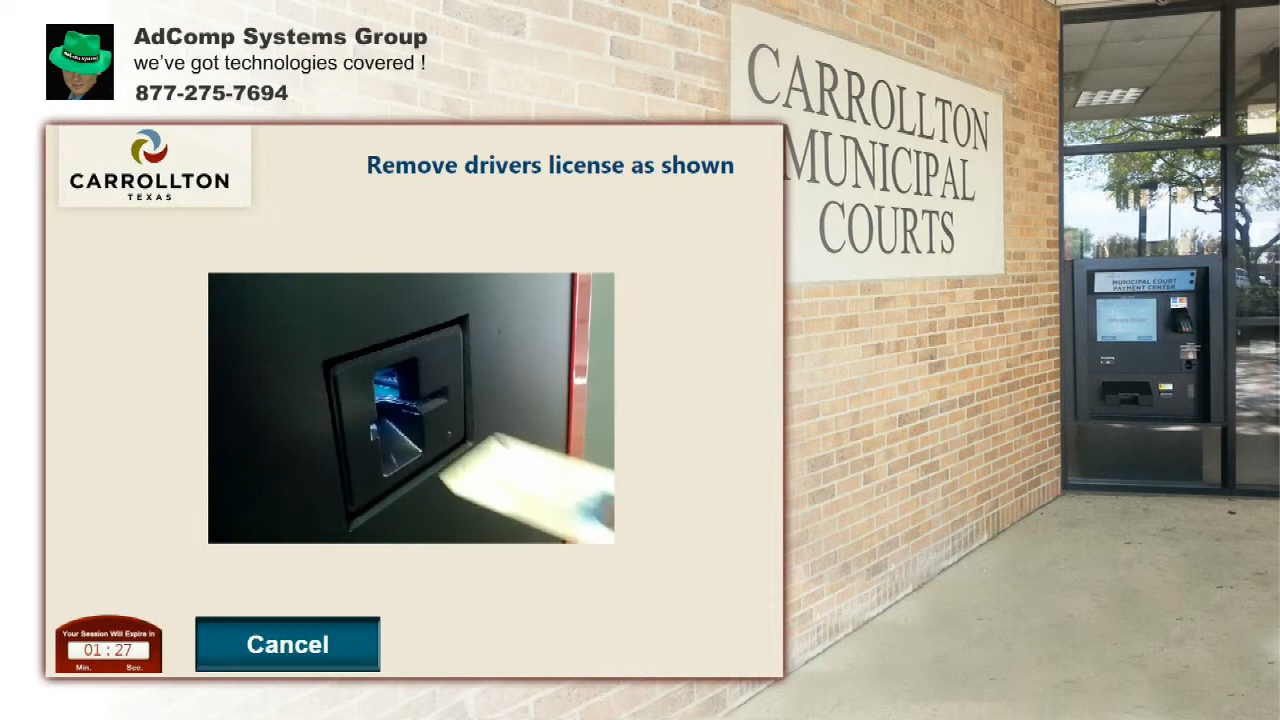 AdComp Systems Group
we've got technologies covered !
877-275-7694
CARROLLTON
TEXAS
Remove drivers license as shown
Your Session Will Expire in
01 : 27
Min. Sec.
Cancel
CARROLLTON
MUNICIPAL
COURTS
MUNICIPAL COURT
PAYMENT CENTER